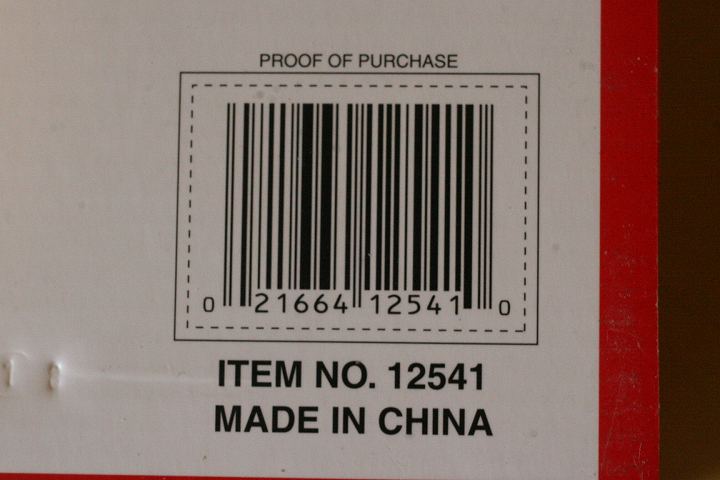 PROOF OF PURCHASE
0 21664 12541 0
ITEM NO. 12541
MADE IN CHINA